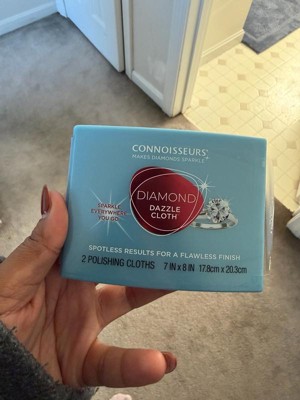 CONNOISSEURS®
MAKES DIAMONDS SPARKLE
DIAMOND
DAZZLE
CLOTH
SPARKLE
EVERYWHERE
YOU GO
SPOTLESS RESULTS FOR A FLAWLESS FINISH
2 POLISHING CLOTHS 7 IN x 8 IN 17.8cm x 20.3cm